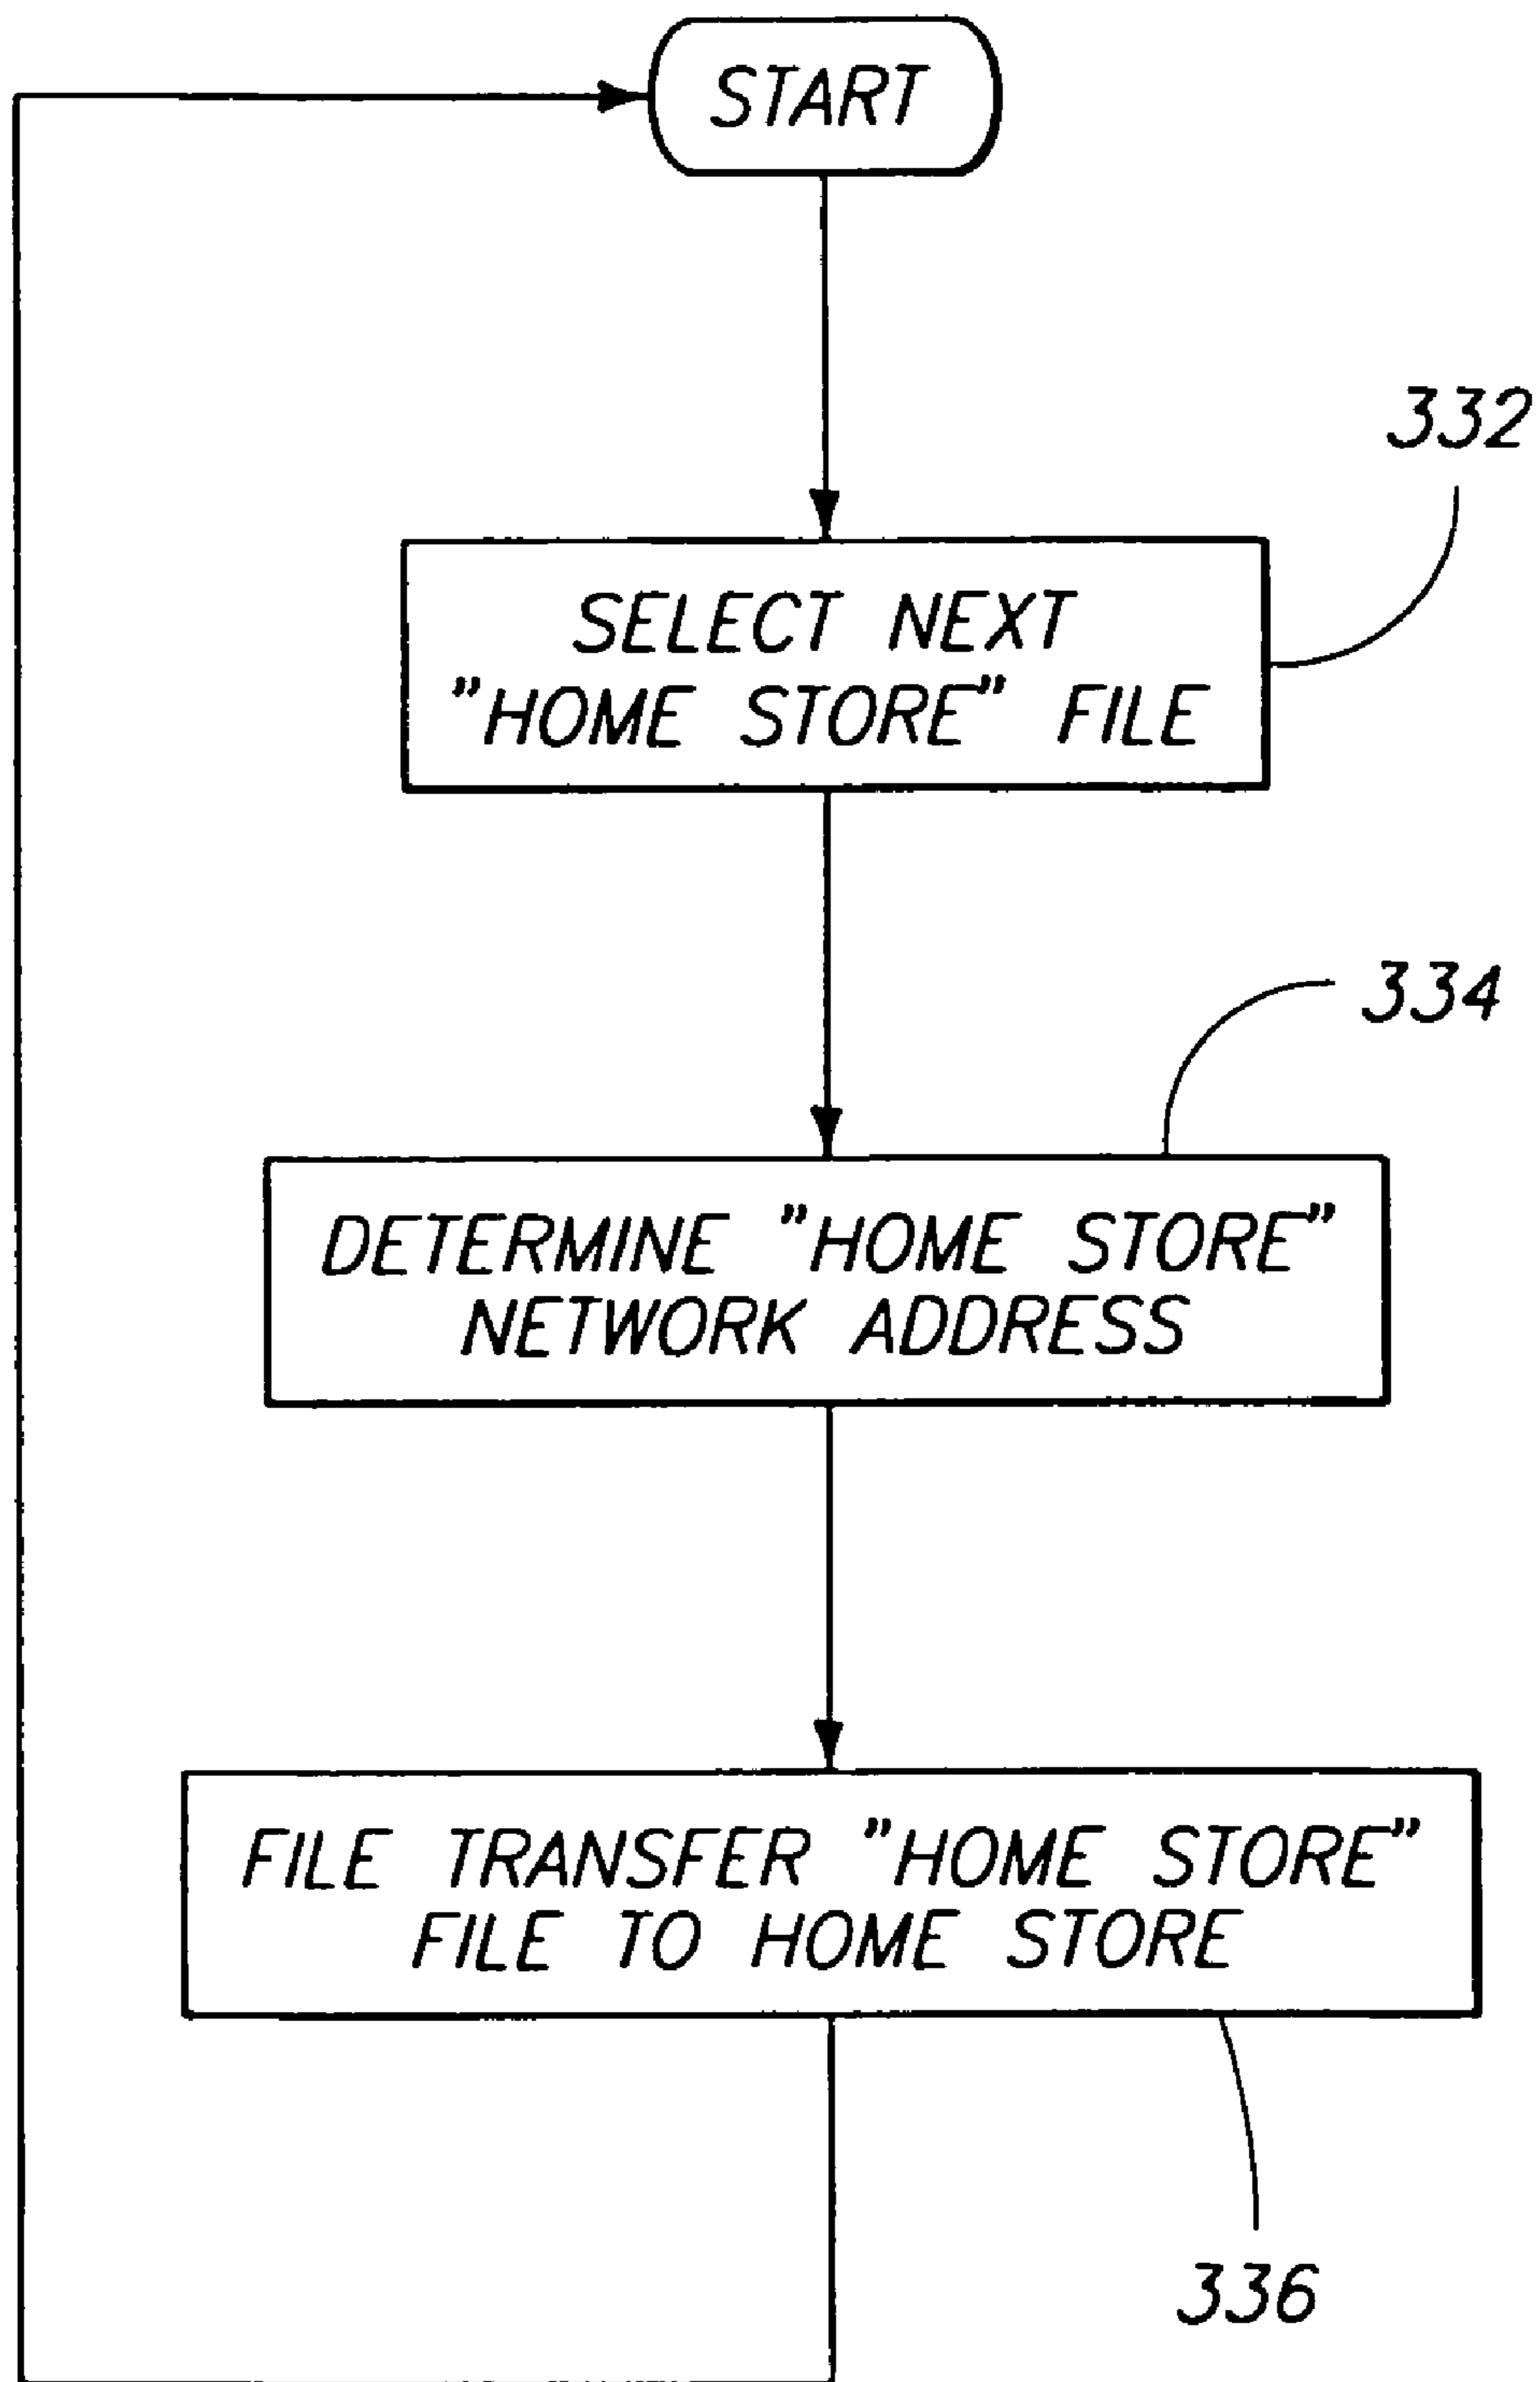 START
332
SELECT NEXT
"HOME STORE" FILE
334
DETERMINE "HOME STORE"
NETWORK ADDRESS
FILE TRANSFER "HOME STORE"
FILE TO HOME STORE
336